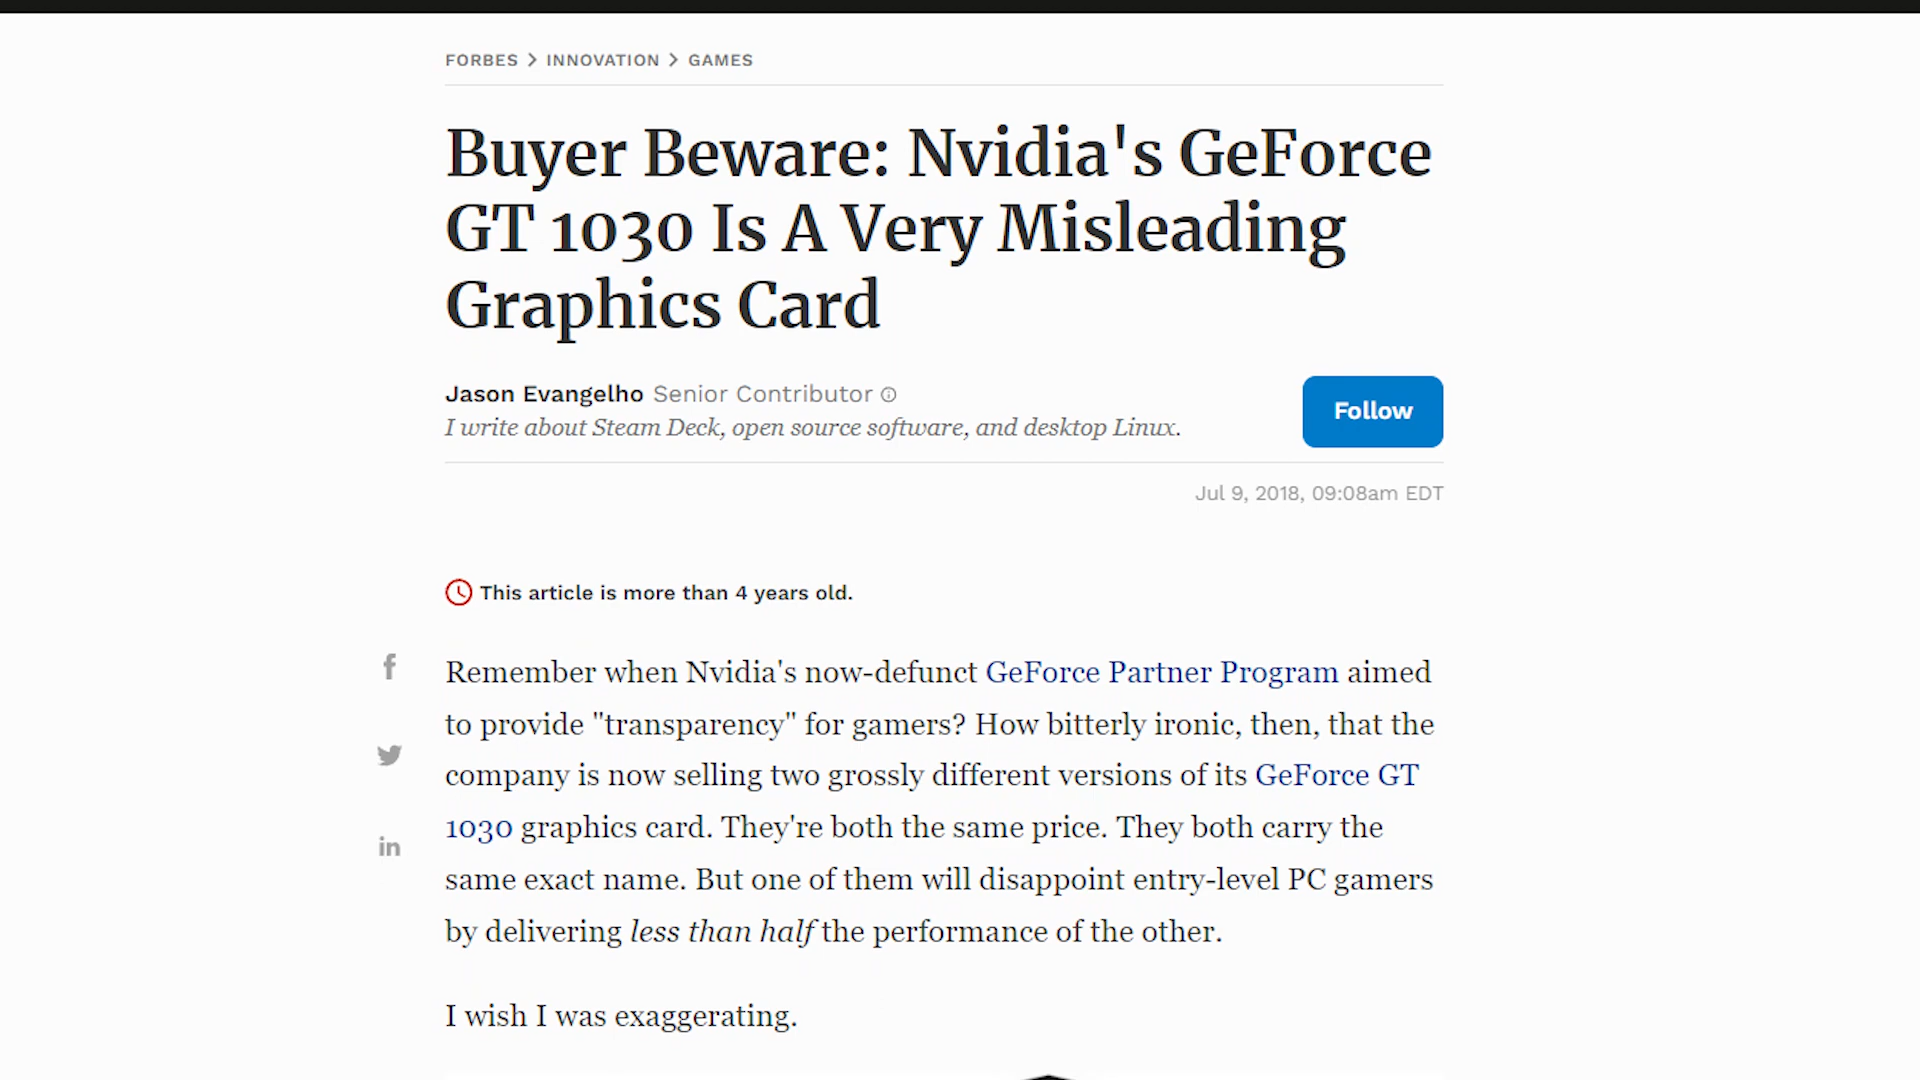 FORBES > INNOVATION > GAMES
Buyer Beware: Nvidia's GeForce
GT 1030 Is A Very Misleading
Graphics Card
Jason Evangelho Senior Contributor
I write about Steam Deck, open source software, and desktop Linux.
Follow
Jul 9, 2018, 09:08am EDT
This article is more than 4 years old.
Remember when Nvidia's now-defunct GeForce Partner Program aimed
to provide "transparency" for gamers? How bitterly ironic, then, that the
company is now selling two grossly different versions of its GeForce GT
1030 graphics card. They're both the same price. They both carry the
same exact name. But one of them will disappoint entry-level PC gamers
by delivering less than half the performance of the other.
I wish I was exaggerating.